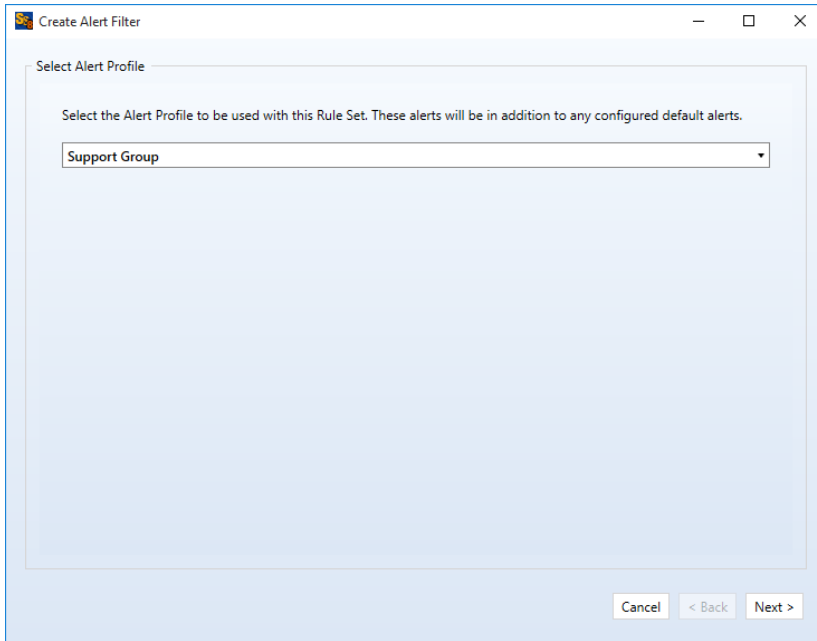 Create Alert Filter
Select Alert Profile
Select the Alert Profile to be used with this Rule Set. These alerts will be in addition to any configured default alerts.
Support Group
Cancel < Back Next >